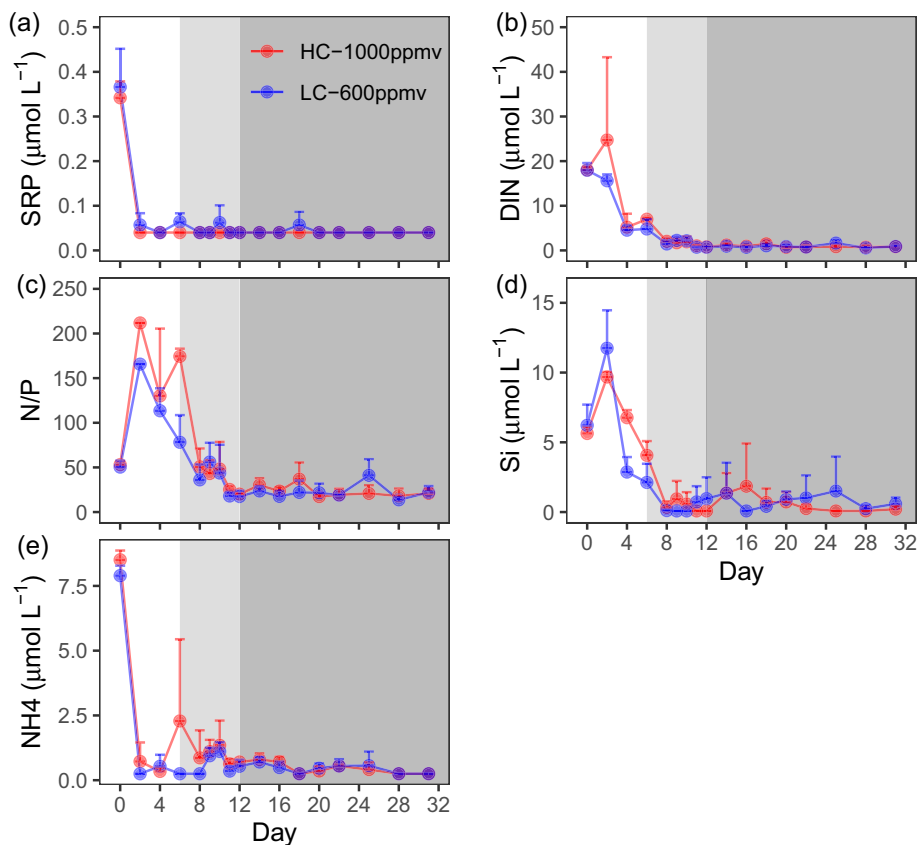 (a)
SRP (μmol L⁻¹)
0.5
0.4
0.3
0.2
0.1
0.0
HC−1000ppmv
LC−600ppmv
(b)
DIN (μmol L⁻¹)
50
40
30
20
10
0
(c)
N/P
250
200
150
100
50
0
(d)
Si (μmol L⁻¹)
15
10
5
0
0 4 8 12 16 20 24 28 32
Day
(e)
NH4 (μmol L⁻¹)
7.5
5.0
2.5
0.0
0 4 8 12 16 20 24 28 32
Day